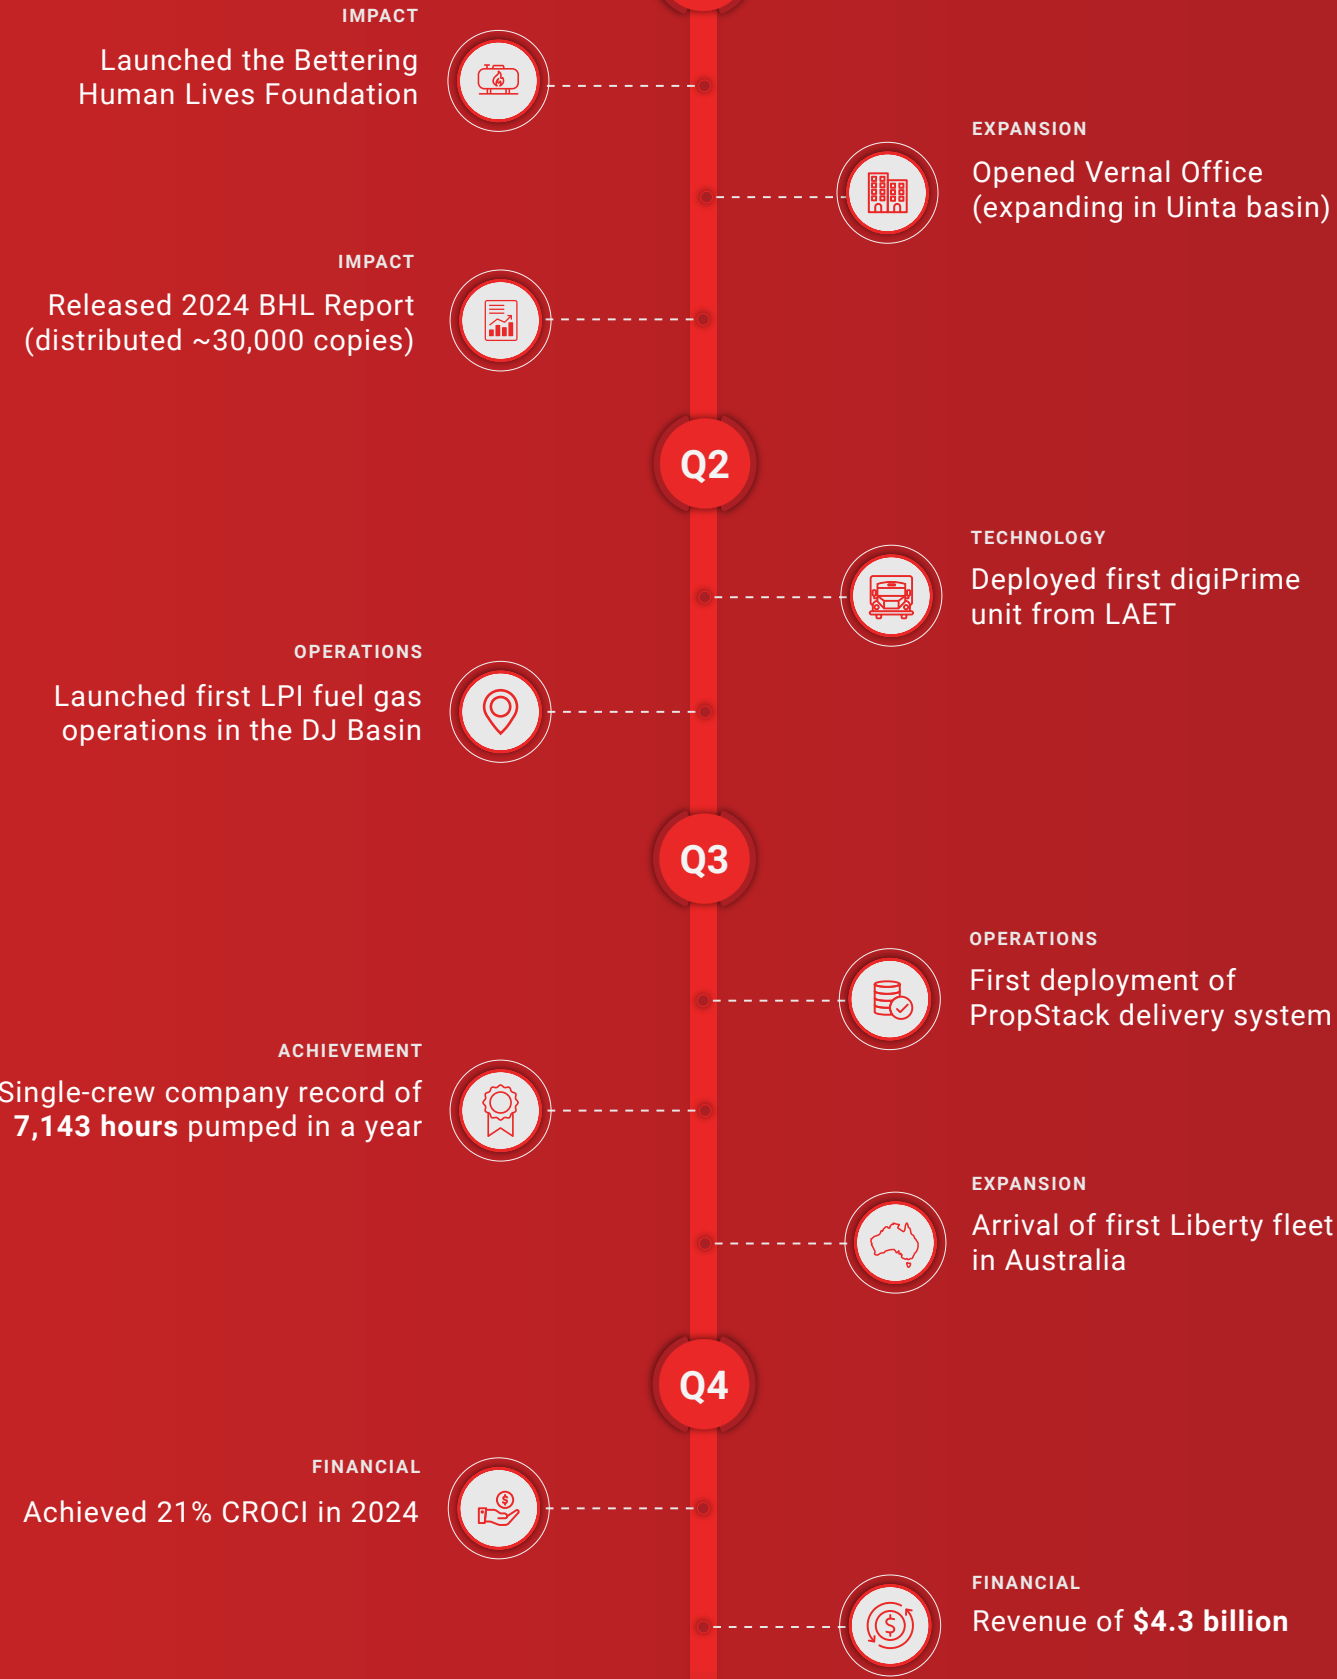 IMPACT
Launched the Bettering
Human Lives Foundation
EXPANSION
Opened Vernal Office
(expanding in Uinta basin)
IMPACT
Released 2024 BHL Report
(distributed ~30,000 copies)
Q2
TECHNOLOGY
Deployed first digiPrime
unit from LAET
OPERATIONS
Launched first LPI fuel gas
operations in the DJ Basin
Q3
OPERATIONS
First deployment of
PropStack delivery system
ACHIEVEMENT
Single-crew company record of
7,143 hours pumped in a year
EXPANSION
Arrival of first Liberty fleet
in Australia
Q4
FINANCIAL
Achieved 21% CROCI in 2024
FINANCIAL
Revenue of $4.3 billion